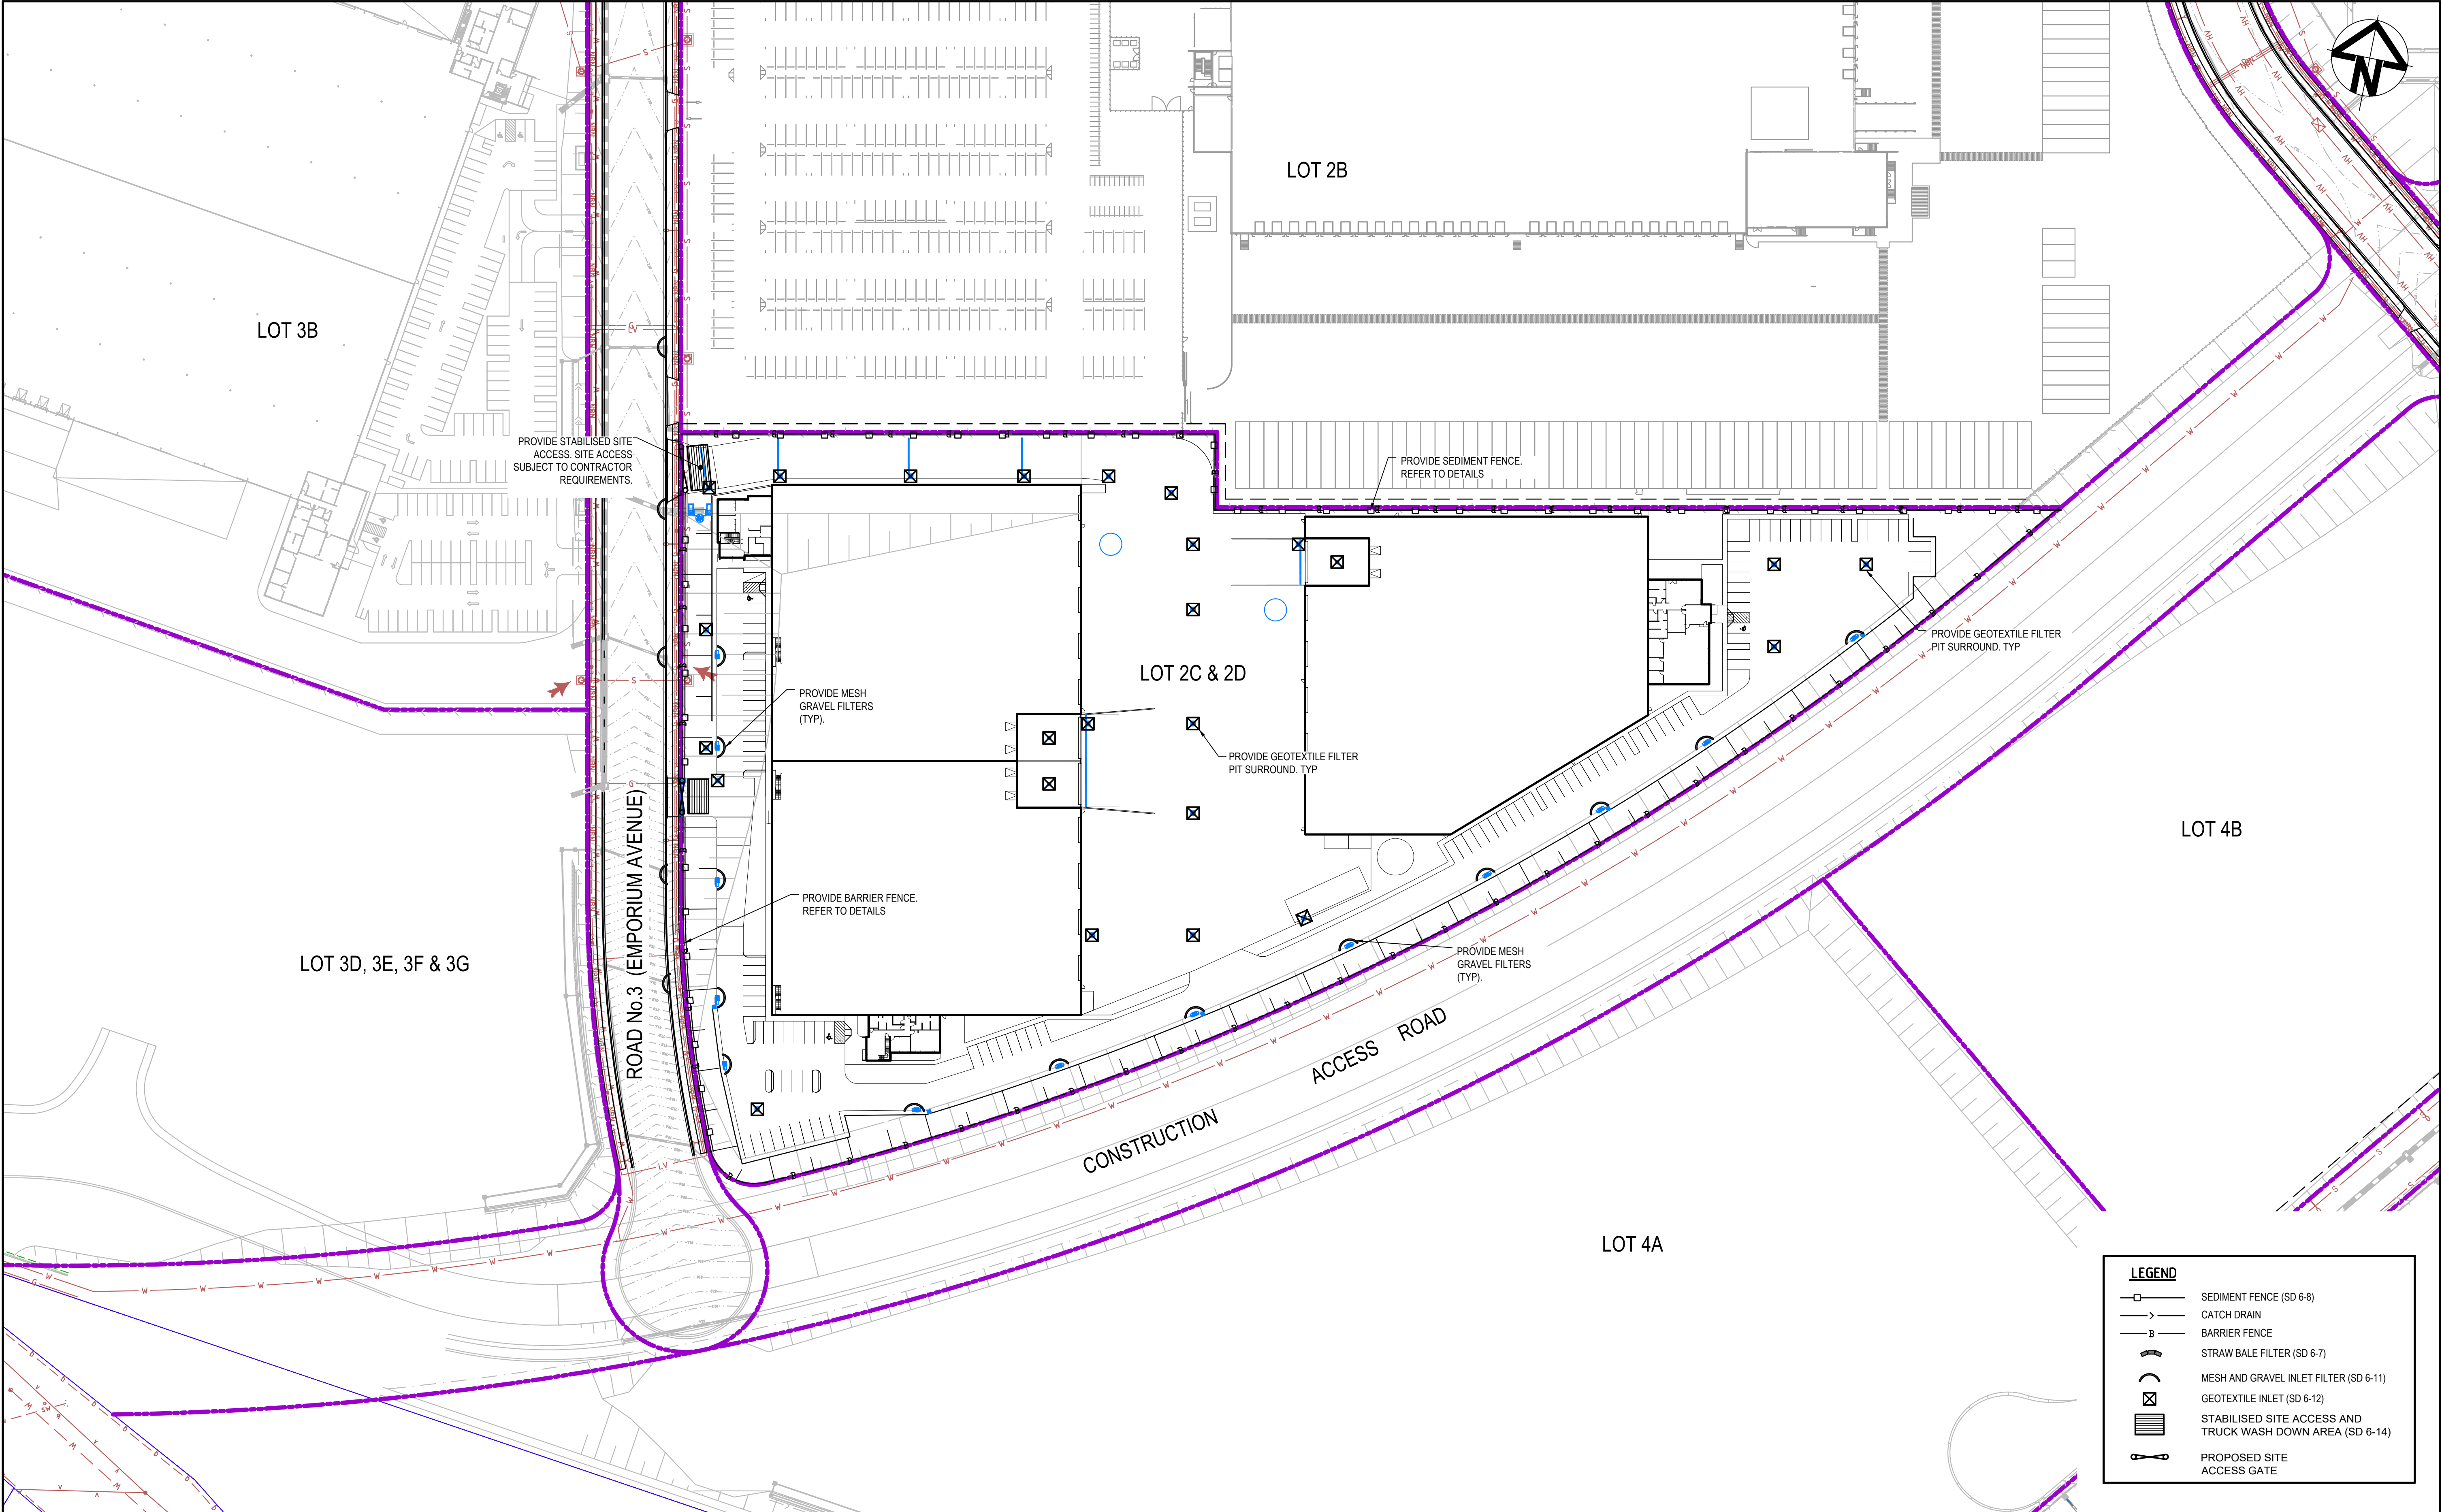 N
LOT 2B
LOT 3B
PROVIDE STABILISED SITE
ACCESS. SITE ACCESS
SUBJECT TO CONTRACTOR
REQUIREMENTS.
PROVIDE SEDIMENT FENCE.
REFER TO DETAILS
PROVIDE GEOTEXTILE FILTER
PIT SURROUND. TYP
LOT 2C & 2D
PROVIDE MESH
GRAVEL FILTERS
(TYP).
PROVIDE GEOTEXTILE FILTER
PIT SURROUND. TYP
LOT 4B
ROAD No.3 (EMPORIUM AVENUE)
PROVIDE BARRIER FENCE.
REFER TO DETAILS
LOT 3D, 3E, 3F & 3G
PROVIDE MESH
GRAVEL FILTERS
(TYP).
CONSTRUCTION ACCESS ROAD
LOT 4A
LEGEND
SEDIMENT FENCE (SD 6-8)
CATCH DRAIN
B BARRIER FENCE
STRAW BALE FILTER (SD 6-7)
MESH AND GRAVEL INLET FILTER (SD 6-11)
GEOTEXTILE INLET (SD 6-12)
STABILISED SITE ACCESS AND
TRUCK WASH DOWN AREA (SD 6-14)
PROPOSED SITE
ACCESS GATE